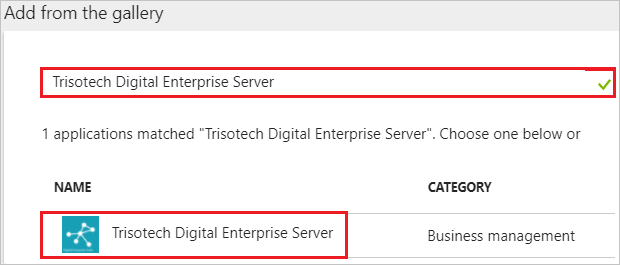 Add from the gallery
Trisotech Digital Enterprise Server
1 applications matched "Trisotech Digital Enterprise Server". Choose one below or
NAME CATEGORY
Trisotech Digital Enterprise Server Business management